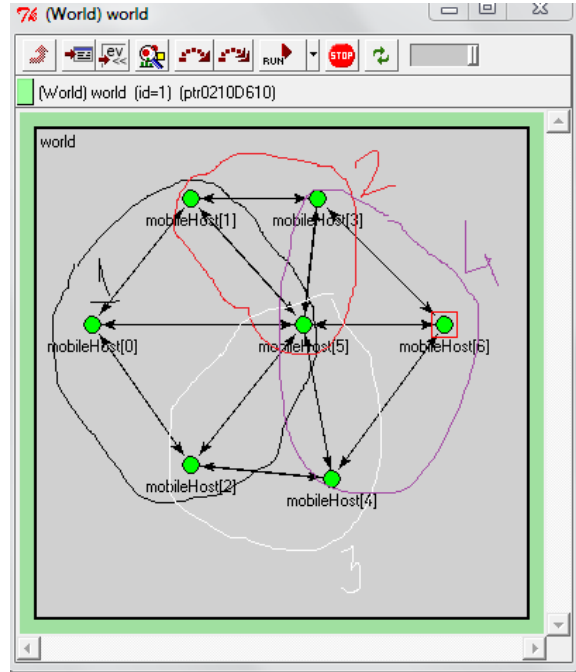 (World) world
EV
RUN
STOP
(World) world (id=1) (ptr0210D610)
world
2
mobileHost[1]
mobileHost[3]
4
1
mobileHost[0]
mobileHost[5]
mobileHost[6]
mobileHost[2]
mobileHost[4]
3